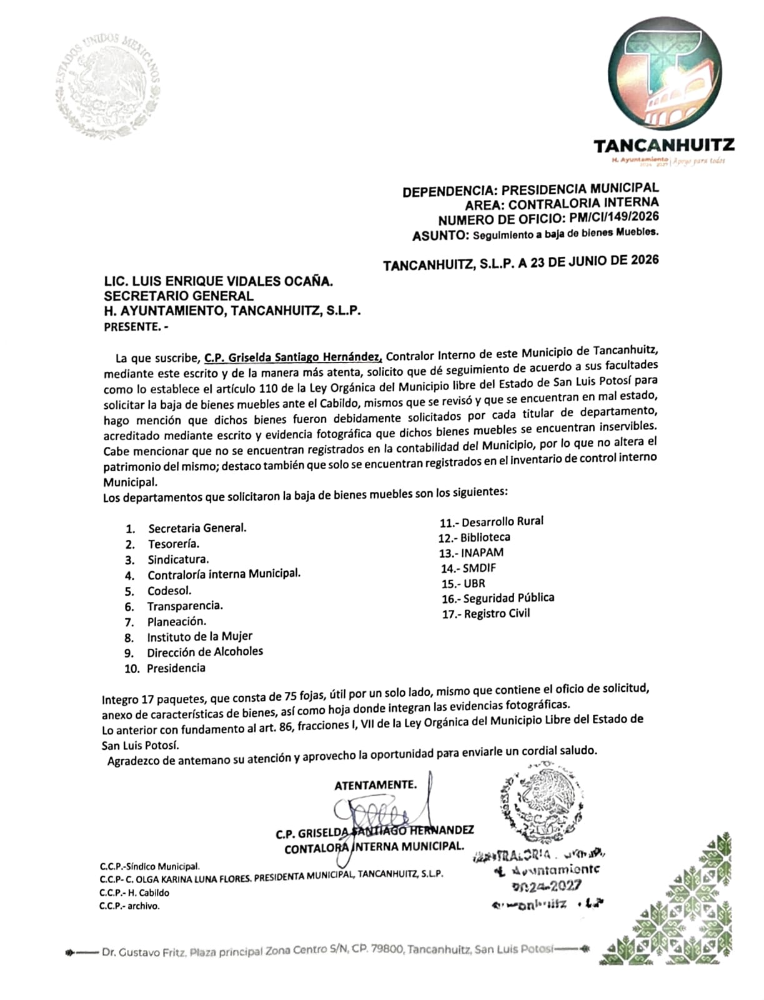 ESTADOS UNIDOS MEXICANOS
T
TANCANHUITZ
H. Ayuntamiento | Apoyo para todos
2024 2027
DEPENDENCIA: PRESIDENCIA MUNICIPAL
AREA: CONTRALORIA INTERNA
NUMERO DE OFICIO: PM/CI/149/2026
ASUNTO: Seguimiento a baja de bienes Muebles.
TANCANHUITZ, S.L.P. A 23 DE JUNIO DE 2026
LIC. LUIS ENRIQUE VIDALES OCAÑA.
SECRETARIO GENERAL
H. AYUNTAMIENTO, TANCANHUITZ, S.L.P.
PRESENTE. -
La que suscribe, C.P. Griselda Santiago Hernández, Contralor Interno de este Municipio de Tancanhuitz,
mediante este escrito y de la manera más atenta, solicito que dé seguimiento de acuerdo a sus facultades
como lo establece el artículo 110 de la Ley Orgánica del Municipio libre del Estado de San Luis Potosí para
solicitar la baja de bienes muebles ante el Cabildo, mismos que se revisó y que se encuentran en mal estado,
hago mención que dichos bienes fueron debidamente solicitados por cada titular de departamento,
acreditado mediante escrito y evidencia fotográfica que dichos bienes muebles se encuentran inservibles.
Cabe mencionar que no se encuentran registrados en la contabilidad del Municipio, por lo que no altera el
patrimonio del mismo; destaco también que solo se encuentran registrados en el inventario de control interno
Municipal.
Los departamentos que solicitaron la baja de bienes muebles son los siguientes:
1. Secretaria General.
2. Tesorería.
3. Sindicatura.
4. Contraloría interna Municipal.
5. Codesol.
6. Transparencia.
7. Planeación.
8. Instituto de la Mujer
9. Dirección de Alcoholes
10. Presidencia
11.- Desarrollo Rural
12.- Biblioteca
13.- INAPAM
14.- SMDIF
15.- UBR
16.- Seguridad Pública
17.- Registro Civil
Integro 17 paquetes, que consta de 75 fojas, útil por un solo lado, mismo que contiene el oficio de solicitud,
anexo de características de bienes, así como hoja donde integran las evidencias fotográficas.
Lo anterior con fundamento al art. 86, fracciones I, VII de la Ley Orgánica del Municipio Libre del Estado de
San Luis Potosí.
Agradezco de antemano su atención y aprovecho la oportunidad para enviarle un cordial saludo.
ATENTAMENTE.
C.P. GRISELDA SANTIAGO HERNANDEZ
CONTALORA INTERNA MUNICIPAL.
Ayuntamiento
2024-2027
C.C.P.-Síndico Municipal.
C.C.P- C. OLGA KARINA LUNA FLORES. PRESIDENTA MUNICIPAL, TANCANHUITZ, S.L.P.
C.C.P.- H. Cabildo
C.C.P.- archivo.
Dr. Gustavo Fritz, Plaza principal Zona Centro S/N, CP. 79800, Tancanhuitz, San Luis Potosí